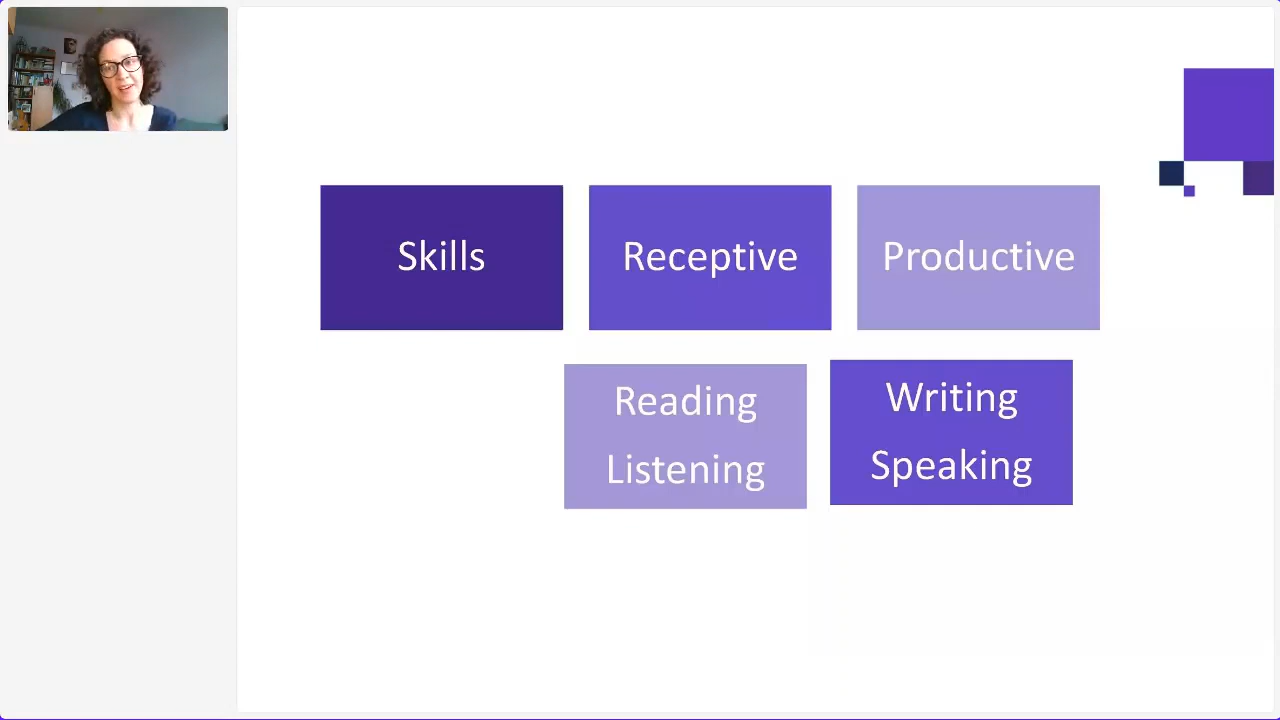 Skills
Receptive
Productive
Reading
Listening
Writing
Speaking